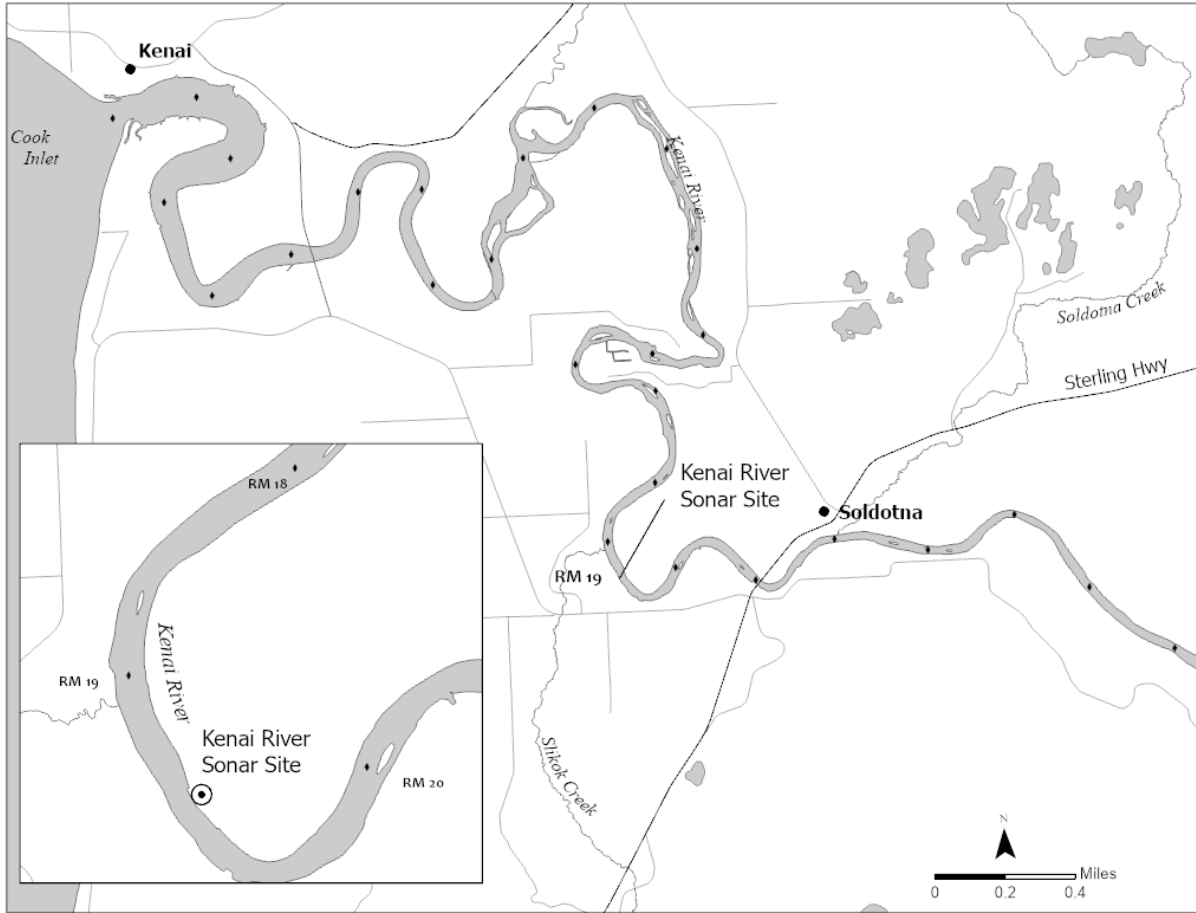 Kenai
Cook
Inlet
Kenai River
Soldotna Creek
Sterling Hwy
Kenai River
Sonar Site
Soldotna
RM 19
Slikok Creek
RM 18
Kenai River
RM 19
Kenai River
Sonar Site
RM 20
N
Miles
0 0.2 0.4